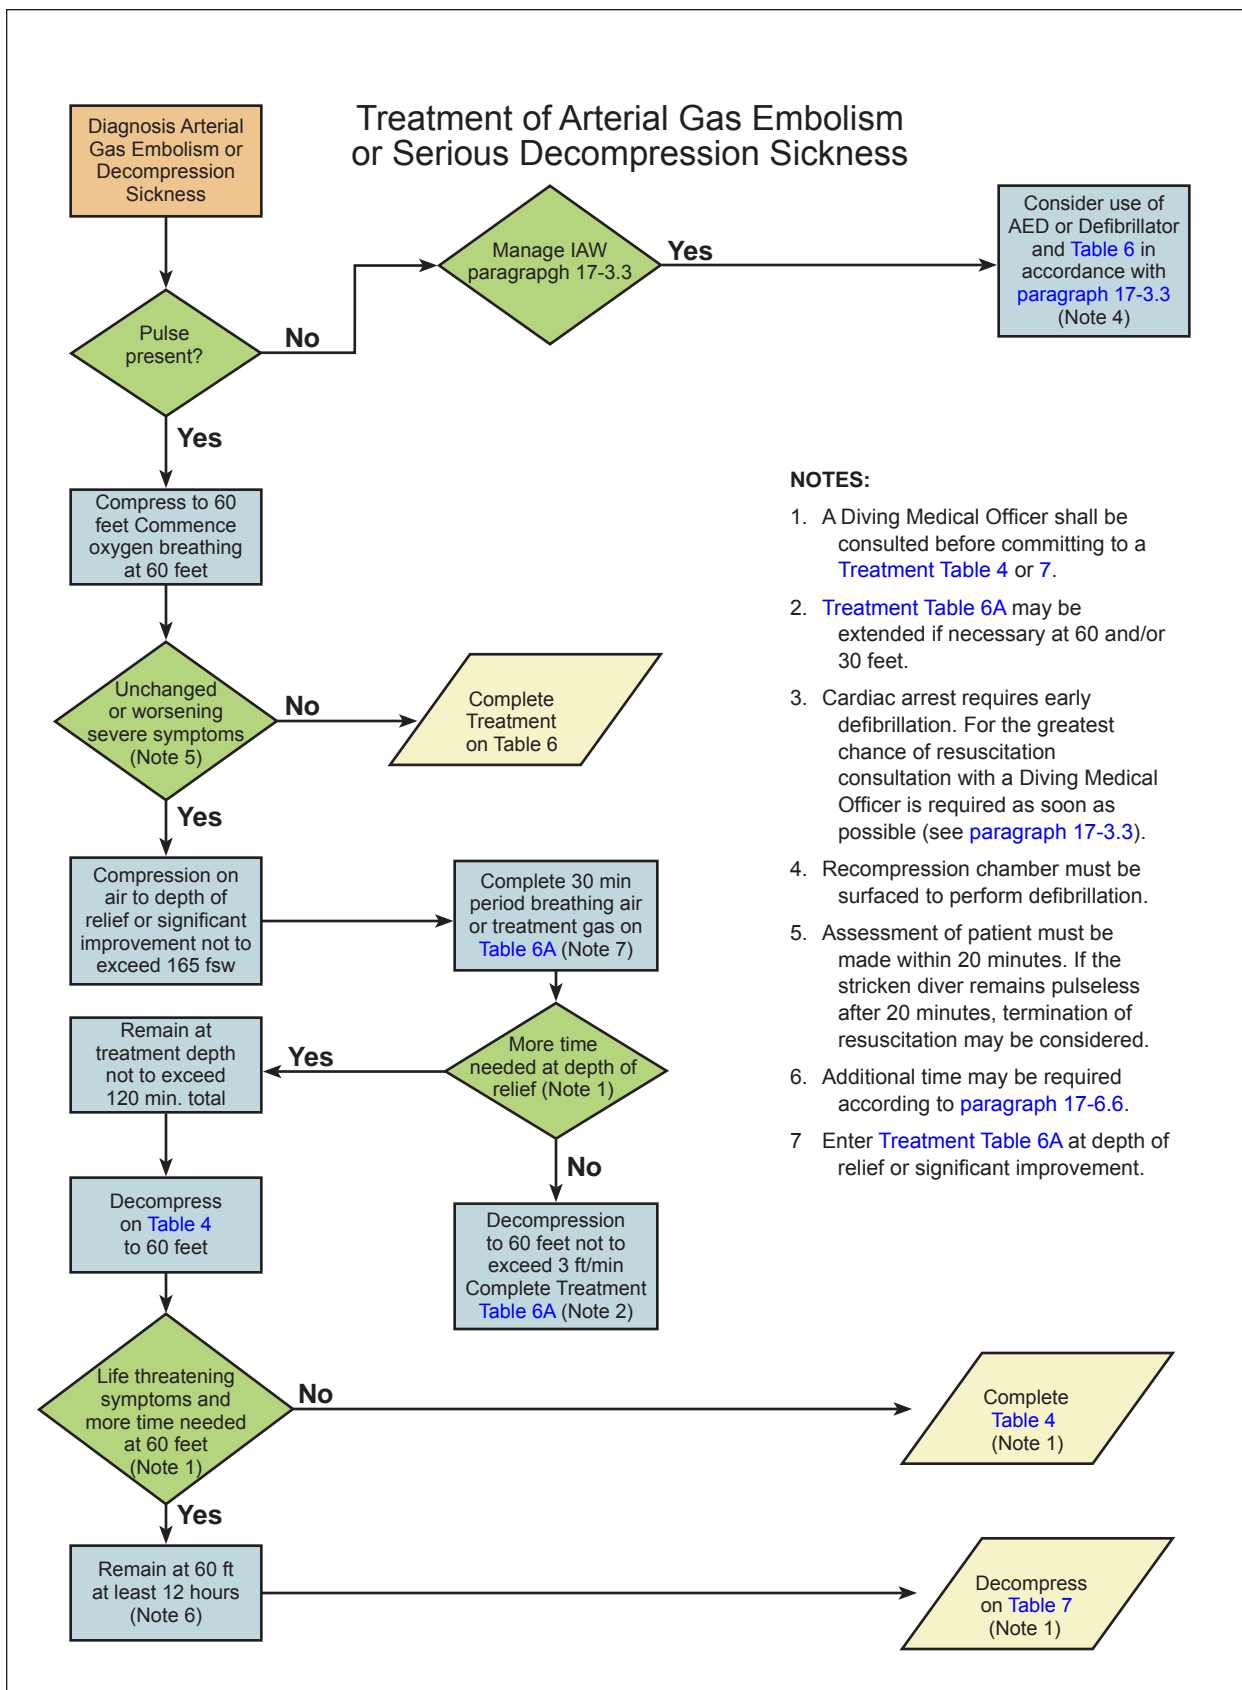 Treatment of Arterial Gas Embolism
or Serious Decompression Sickness
Diagnosis Arterial
Gas Embolism or
Decompression
Sickness
Pulse
present?
No
Manage IAW
paragrapgh 17-3.3
Yes
Consider use of
AED or Defibrillator
and Table 6 in
accordance with
paragraph 17-3.3
(Note 4)
Yes
Compress to 60
feet Commence
oxygen breathing
at 60 feet
Unchanged
or worsening
severe symptoms
(Note 5)
No
Complete
Treatment
on Table 6
Yes
Compression on
air to depth of
relief or significant
improvement not to
exceed 165 fsw
Complete 30 min
period breathing air
or treatment gas on
Table 6A (Note 7)
More time
needed at depth of
relief (Note 1)
Yes
Remain at
treatment depth
not to exceed
120 min. total
No
Decompression
to 60 feet not to
exceed 3 ft/min
Complete Treatment
Table 6A (Note 2)
Decompress
on Table 4
to 60 feet
Life threatening
symptoms and
more time needed
at 60 feet
(Note 1)
No
Complete
Table 4
(Note 1)
Yes
Remain at 60 ft
at least 12 hours
(Note 6)
Decompress
on Table 7
(Note 1)
NOTES:
1. A Diving Medical Officer shall be
consulted before committing to a
Treatment Table 4 or 7.
2. Treatment Table 6A may be
extended if necessary at 60 and/or
30 feet.
3. Cardiac arrest requires early
defibrillation. For the greatest
chance of resuscitation
consultation with a Diving Medical
Officer is required as soon as
possible (see paragraph 17-3.3).
4. Recompression chamber must be
surfaced to perform defibrillation.
5. Assessment of patient must be
made within 20 minutes. If the
stricken diver remains pulseless
after 20 minutes, termination of
resuscitation may be considered.
6. Additional time may be required
according to paragraph 17-6.6.
7 Enter Treatment Table 6A at depth of
relief or significant improvement.